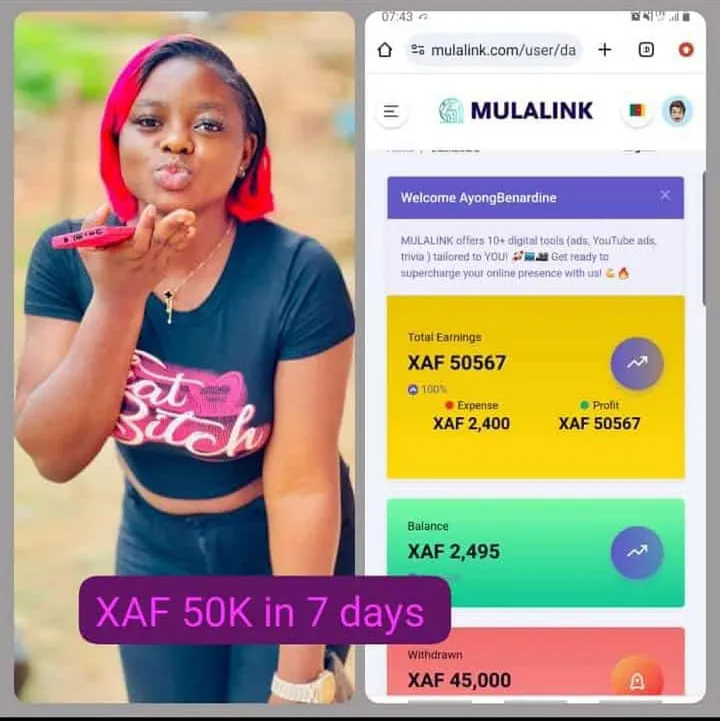 at
Bitch
XAF 50K in 7 days
07:43
mulalink.com/user/da
MULALINK
Welcome AyongBenardine
MULALINK offers 10+ digital tools (ads, YouTube ads,
trivia ) tailored to YOU! 🚀💻🎥 Get ready to
supercharge your online presence with us! 💪🔥
Total Earnings
XAF 50567
100%
Expense Profit
XAF 2,400 XAF 50567
Balance
XAF 2,495
Withdrawn
XAF 45,000